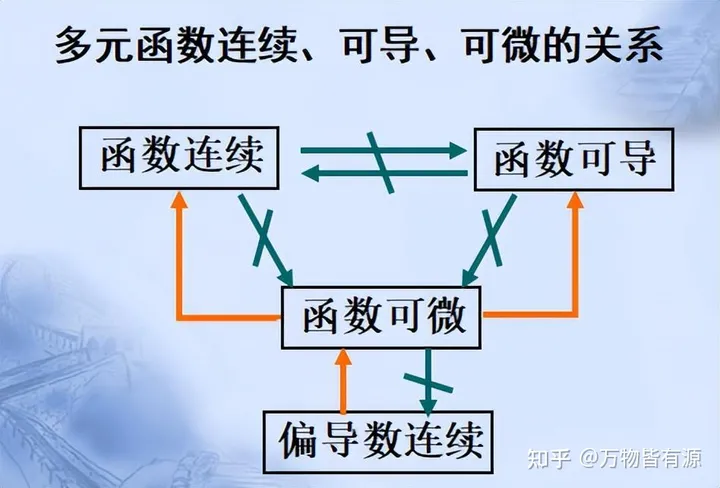 多元函数连续、可导、可微的关系
函数连续
函数可导
函数可微
偏导数连续
知乎 @万物皆有源